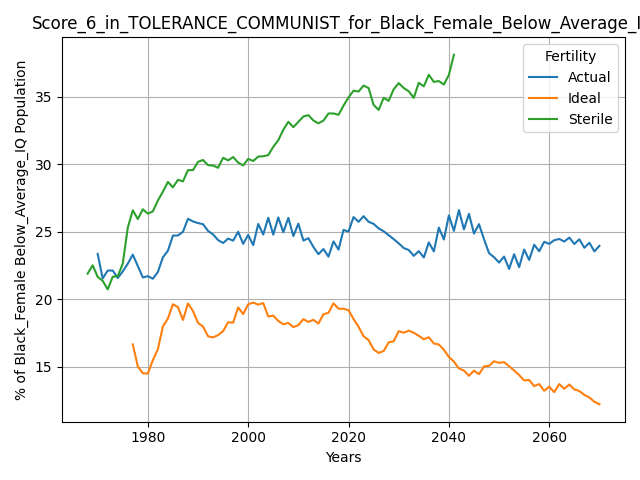 Score_6_in_TOLERANCE_COMMUNIST_for_Black_Female_Below_Average_I
Fertility
Actual
Ideal
Sterile
% of Black_Female Below_Average_IQ Population
35
30
25
20
15
1980
2000
2020
2040
2060
Years